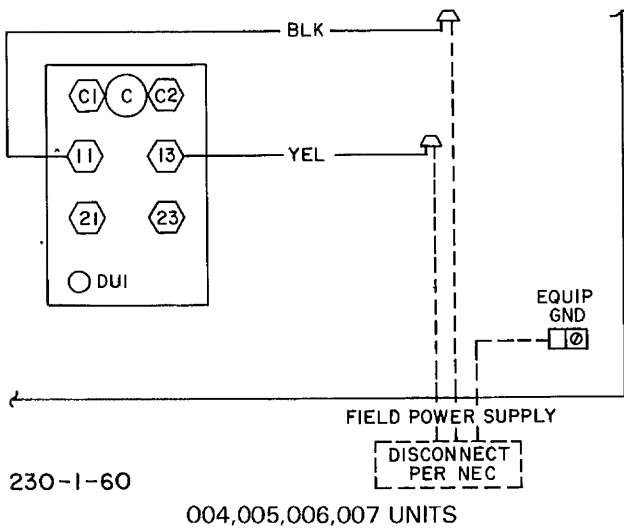 BLK
C1 C C2
11 13 YEL
21 23
DU1
EQUIP
GND
FIELD POWER SUPPLY
DISCONNECT
PER NEC
230-1-60
004,005,006,007 UNITS